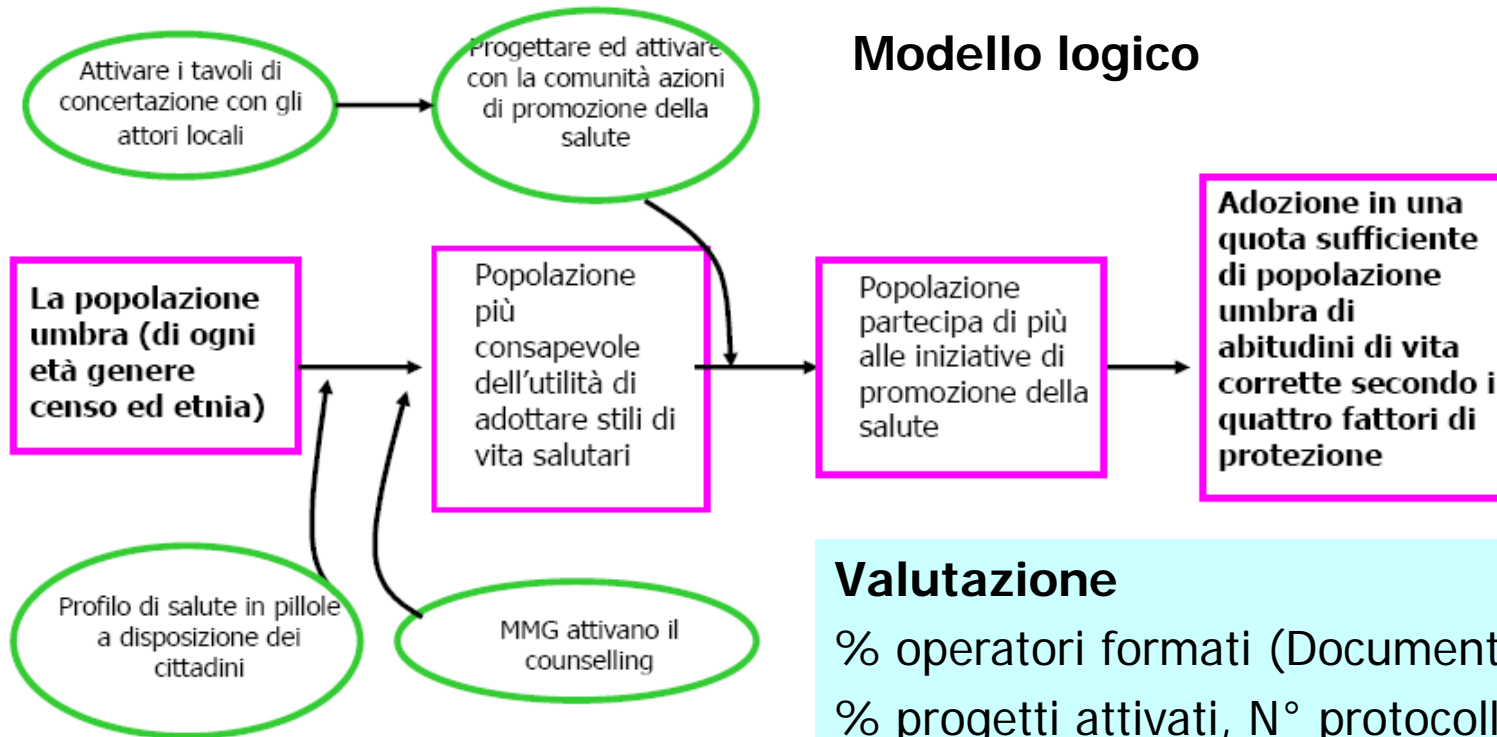 Modello logico
Attivare i tavoli di
concertazione con gli
attori locali
Progettare ed attivare
con la comunità azioni
di promozione della
salute
La popolazione
umbra (di ogni
età genere
censo ed etnia)
Popolazione
più
consapevole
dell'utilità di
adottare stili di
vita salutari
Popolazione
partecipa di più
alle iniziative di
promozione della
salute
Adozione in una
quota sufficiente
di popolazione
umbra di
abitudini di vita
corrette secondo i
quattro fattori di
protezione
Profilo di salute in pillole
a disposizione dei
cittadini
MMG attivano il
counselling
Valutazione
% operatori formati (Document
% progetti attivati, N° protocoll